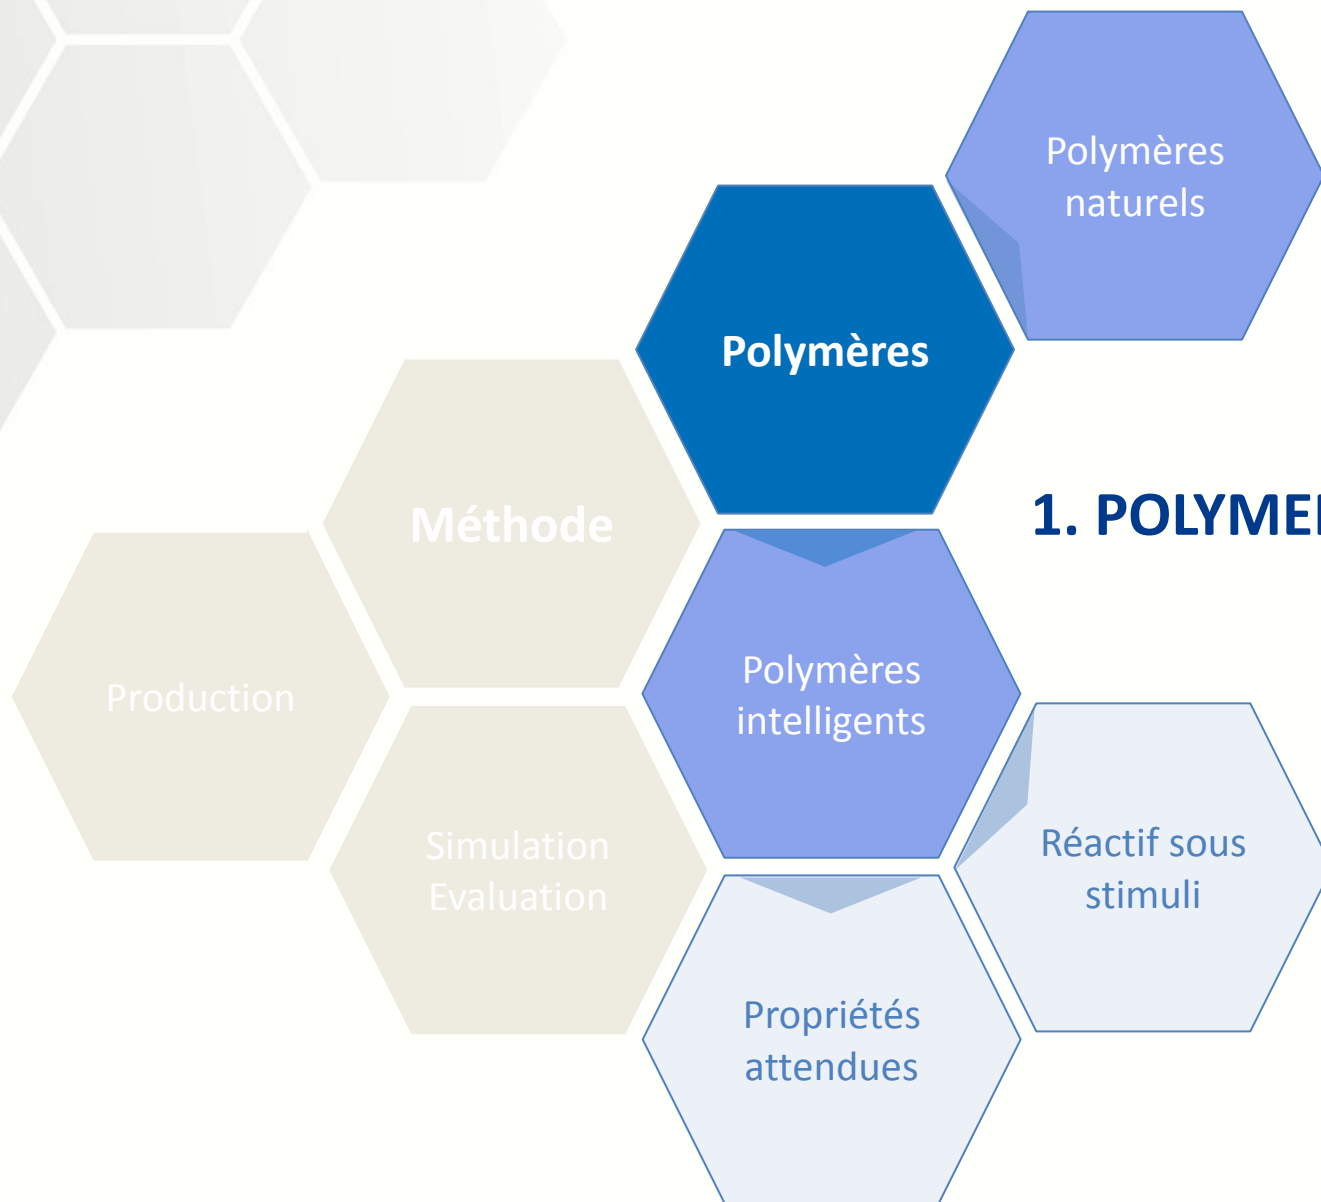 Polymères
naturels
Polymères
Méthode
1. POLYME
Production
Polymères
intelligents
Simulation
Evaluation
Réactif sous
stimuli
Propriétés
attendues